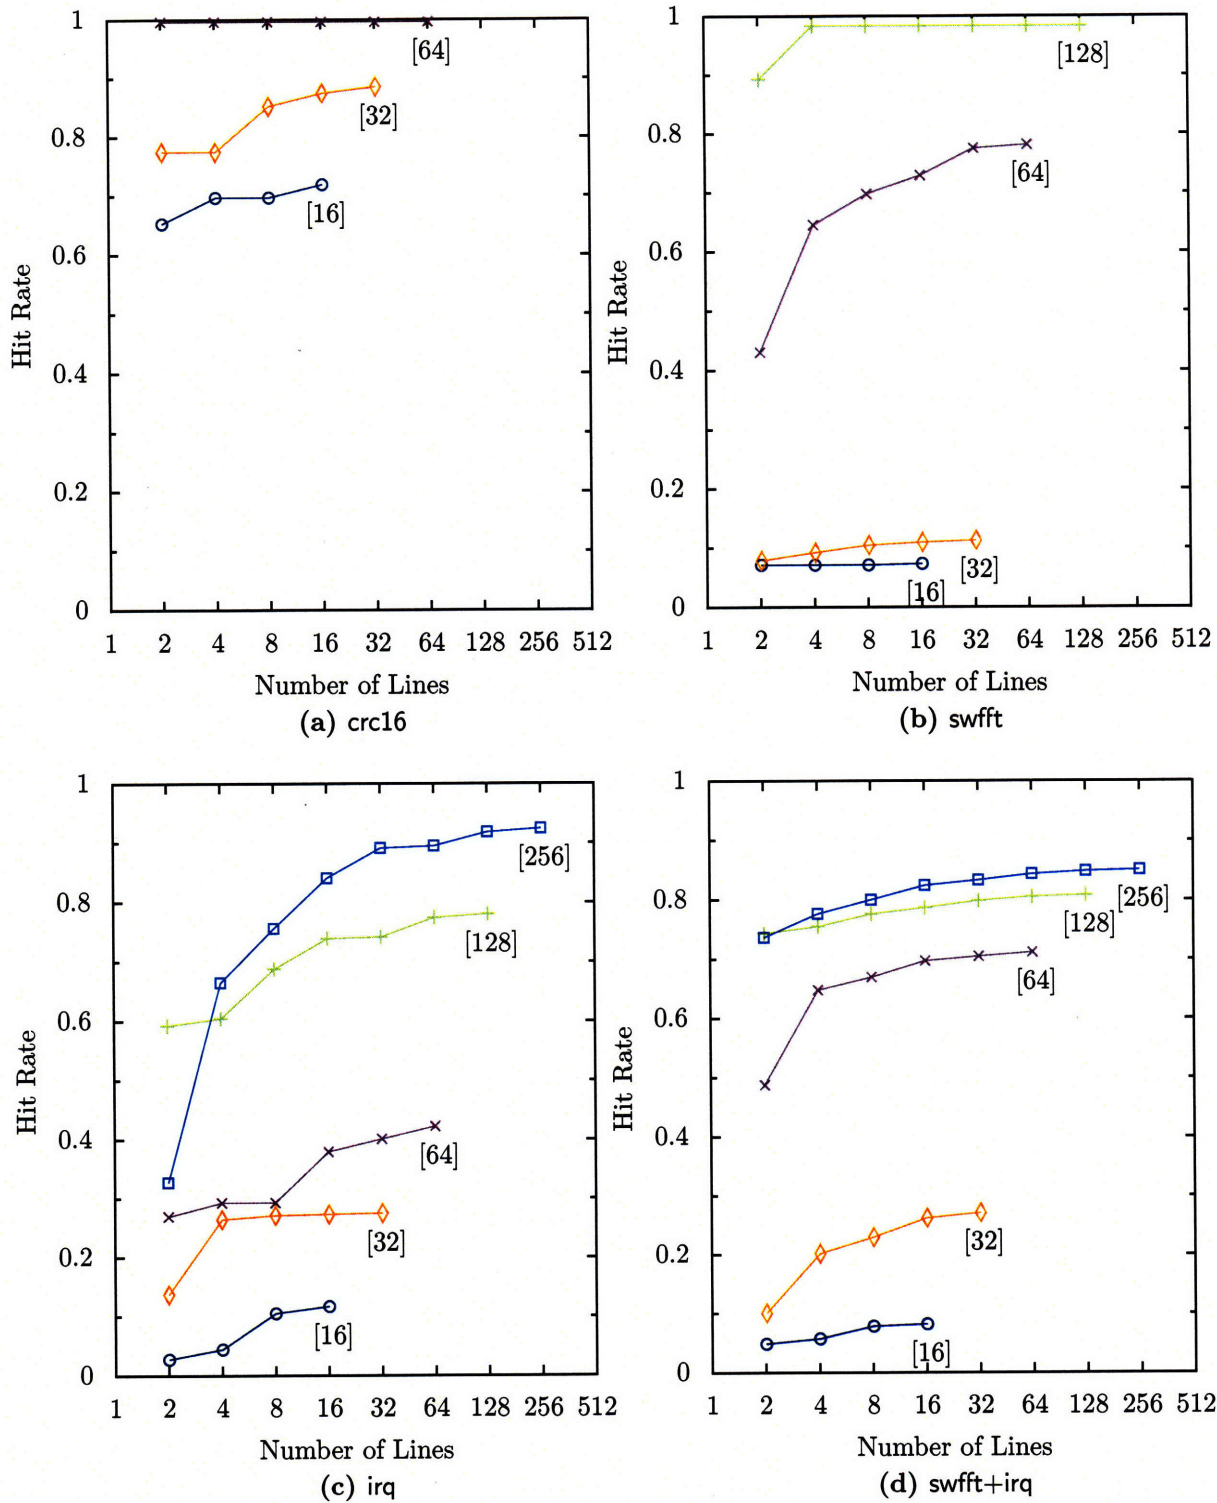 1
[64]
0.8
[32]
[16]
0.6
Hit Rate
0.4
0.2
0
1 2 4 8 16 32 64 128 256 512
Number of Lines
(a) crc16
1
[128]
0.8
[64]
0.6
Hit Rate
0.4
0.2
[32]
[16]
0
1 2 4 8 16 32 64 128 256 512
Number of Lines
(b) swfft
1
[256]
0.8
[128]
0.6
Hit Rate
0.4
[64]
[32]
0.2
[16]
0
1 2 4 8 16 32 64 128 256 512
Number of Lines
(c) irq
1
[256]
0.8
[128]
[64]
0.6
Hit Rate
0.4
[32]
0.2
[16]
0
1 2 4 8 16 32 64 128 256 512
Number of Lines
(d) swfft+irq